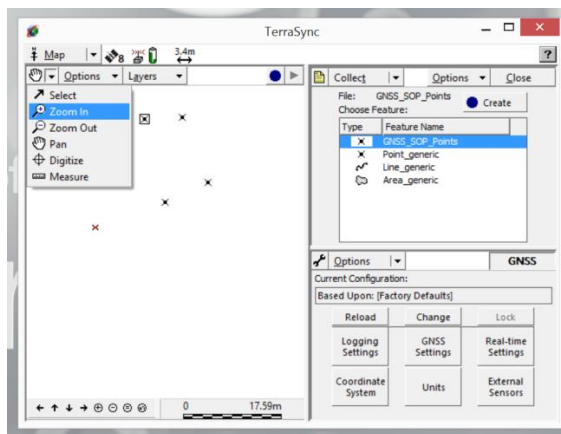 TerraSync
Map 8 3.4m ?
Options Layers
Select
Zoom In
Zoom Out
Pan
Digitize
Measure
0 17.59m
Collect Options Close
File: GNSS_SOP_Points
Choose Feature:
Create
Type Feature Name
GNSS_SOP_Points
Point_generic
Line_generic
Area_generic
Options GNSS
Current Configuration:
Based Upon: [Factory Defaults]
Reload Change Lock
Logging Settings
GNSS Settings
Real-time Settings
Coordinate System
Units
External Sensors